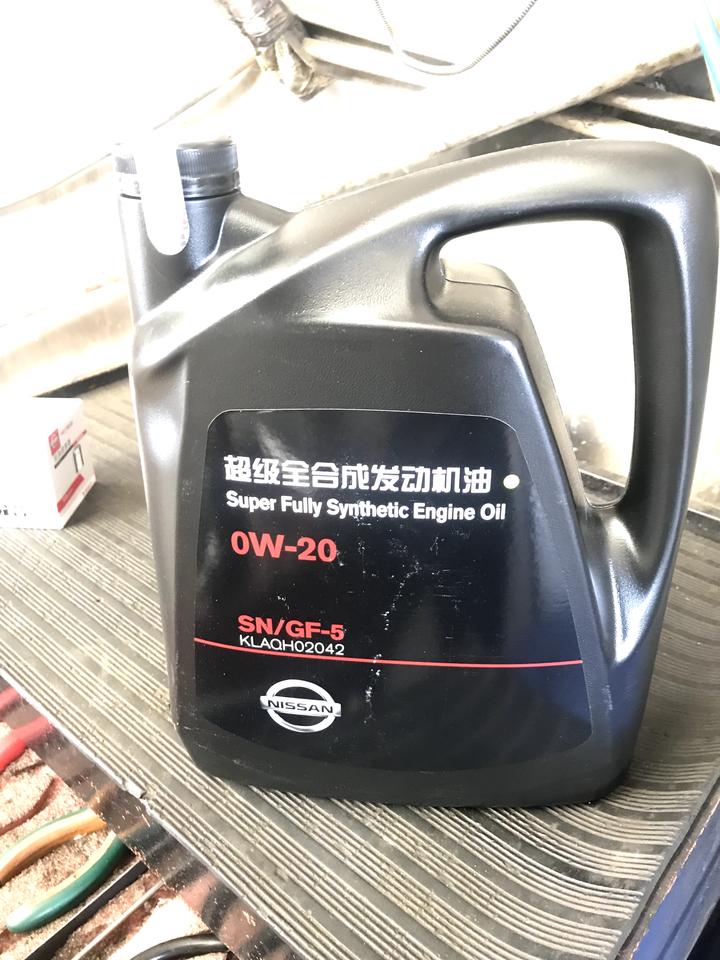 超级全合成发动机油
Super Fully Synthetic Engine Oil
0W-20
SN/GF-5
KLAQH02042
NISSAN